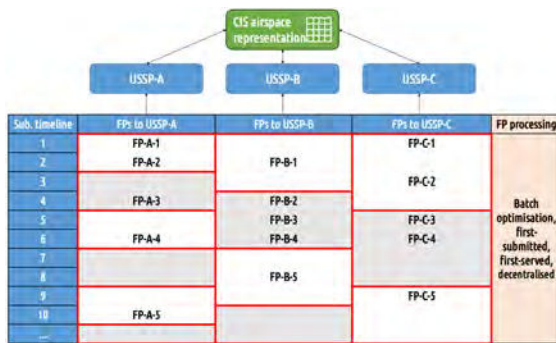 CIS airspace
representation
USSP-A USSP-B USSP-C
Sub. timeline FPs to USSP-A FPs to USSP-B FPs to USSP-C FP processing
1 FP-A-1 FP-C-1
2 FP-A-2 FP-B-1
3 FP-C-2
4 FP-A-3 FP-B-2
5 FP-B-3 FP-C-3
6 FP-A-4 FP-B-4 FP-C-4
7
8 FP-B-5
9 FP-C-5
10 FP-A-5
...
Batch
optimisation,
first-
submitted,
first-served,
decentralised